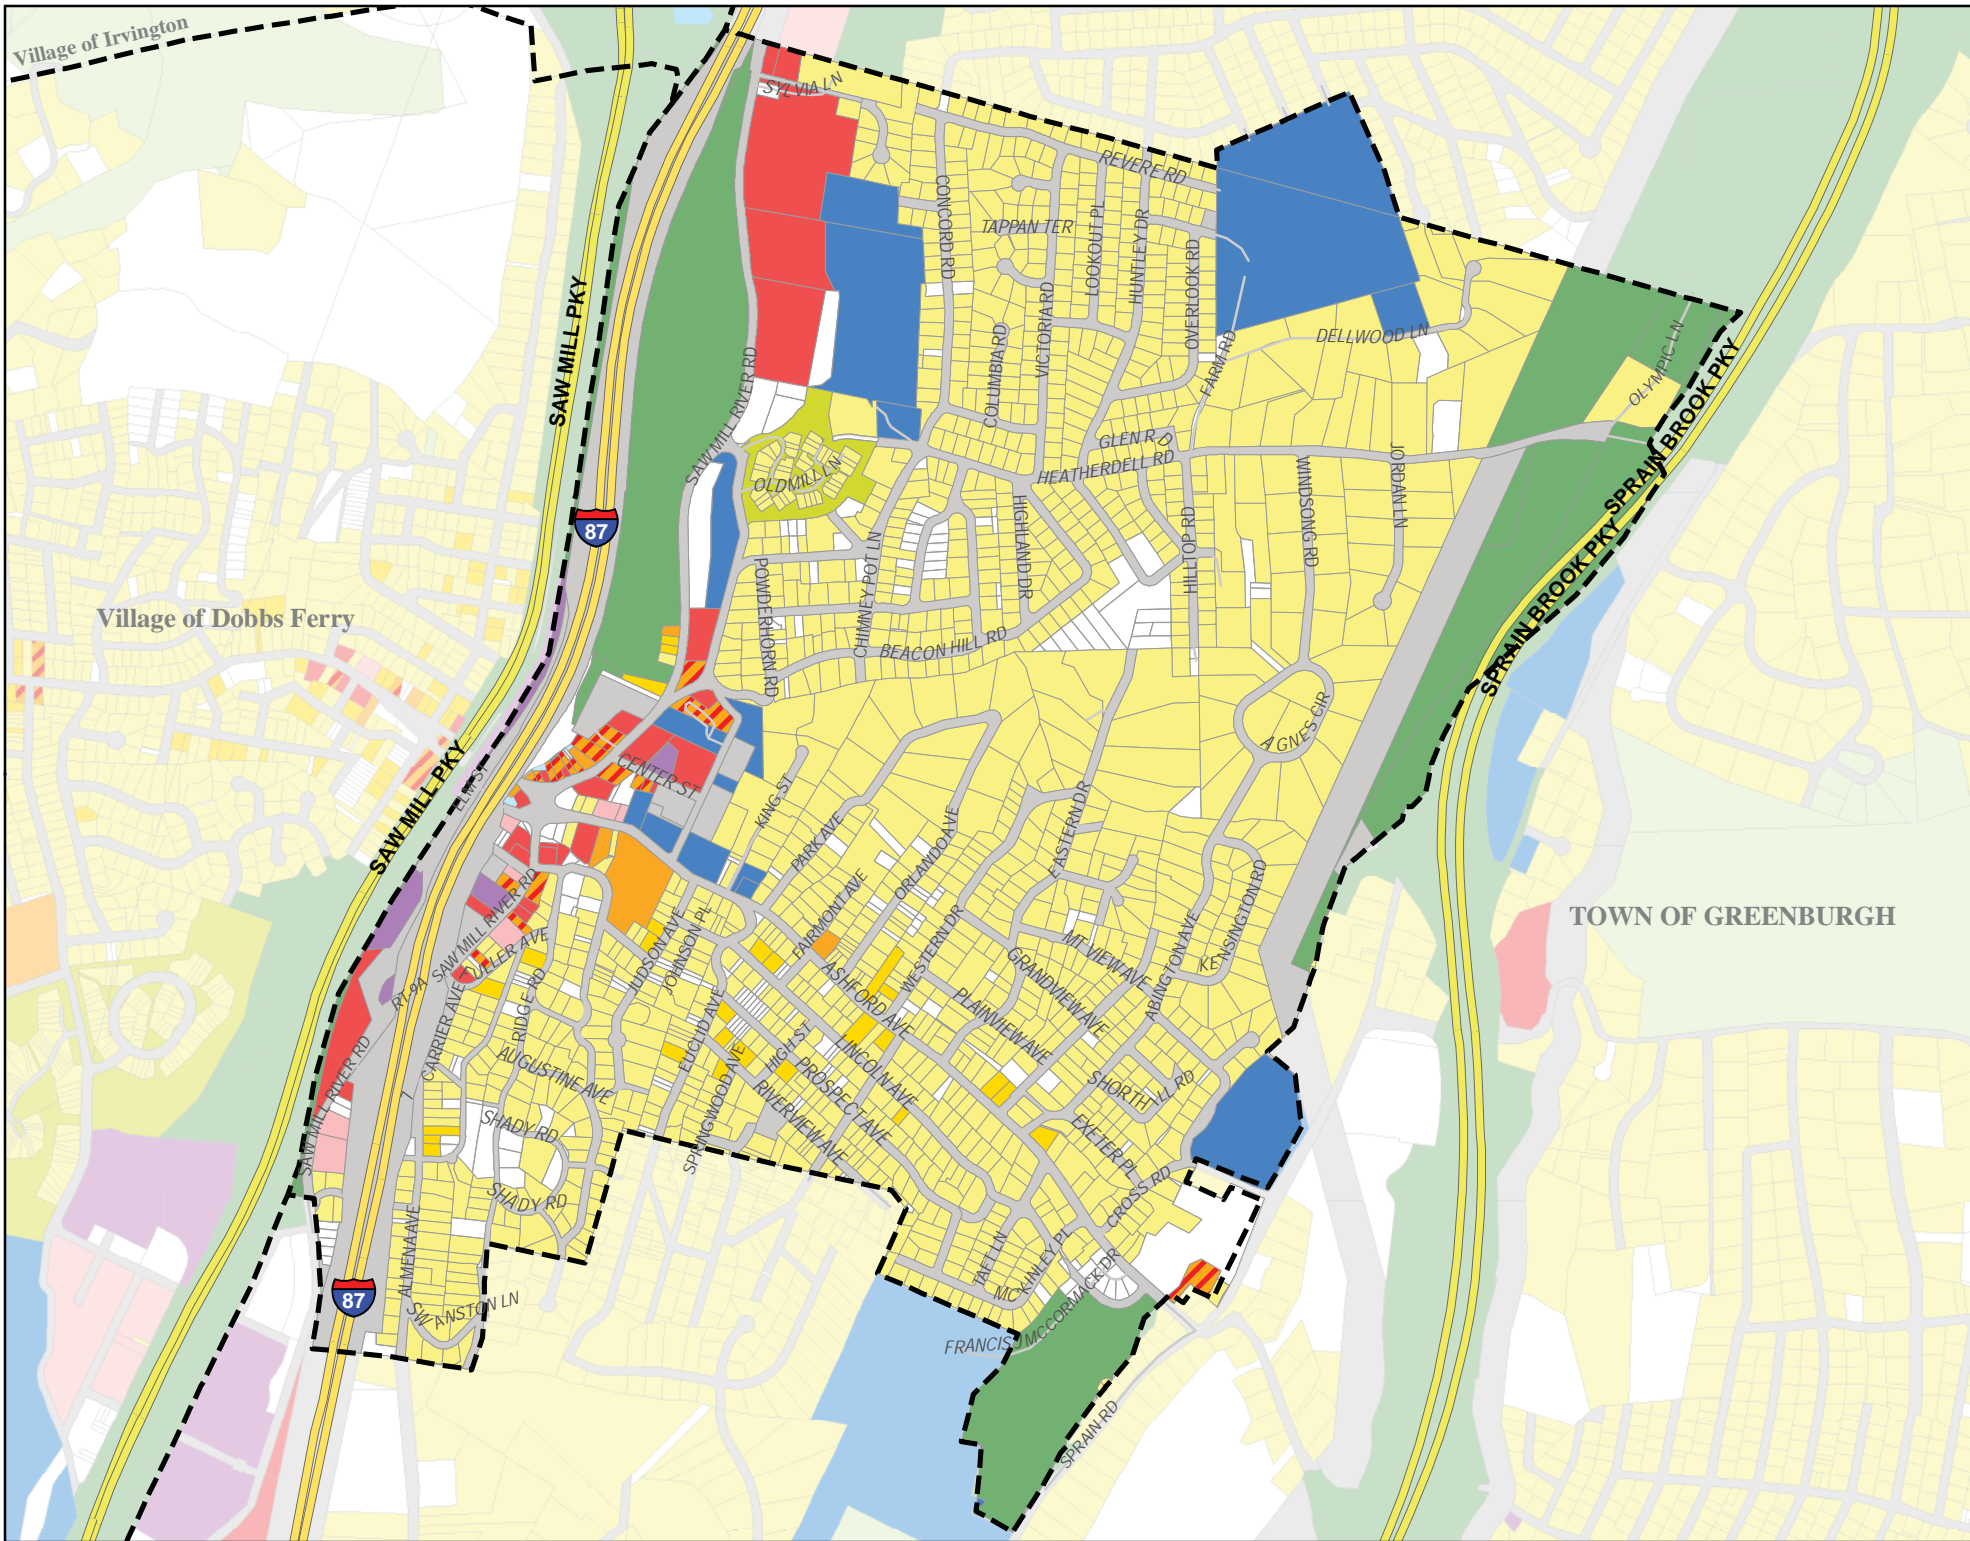 Village of Irvington
SYLVIA LN
REVERE RD
CONCORD RD
TAPPAN TER
LOOKOUT PL
HUNTLEY DR
OVERLOOK RD
SAW MILL PKY
VICTORIA RD
COLUMBIA RD
FARM RD
DELLWOOD LN
OLYMPIC LN
SPRAIN BROOK PKY
SAW MILL RIVER RD
GLEN RD
HEATHERDELL RD
OLDMILL LN
WINDSONG RD
JORDAN LN
HIGHLAND DR
HILLTOP RD
87
CHIMNEY POT LN
POWDERHORN RD
BEACON HILL RD
SPRAIN BROOK PKY
Village of Dobbs Ferry
AGNES CIR
SAW MILL PKY
ELM ST
CENTER ST
KING ST
PARK AVE
ORLANDO AVE
EASTERN DR
FAIRMONT AVE
KENSINGTON RD
TOWN OF GREENBURGH
RT-9A SAW MILL RIVER RD
FULLER AVE
JUDSON AVE
JOHNSON PL
WESTERN DR
MT VIEW AVE
ABINGTON AVE
GRANDVIEW AVE
ASHFORD AVE
PLAINVIEW AVE
CARRIER AVE
RIDGE RD
EUCLID AVE
HIGH ST
LINCOLN AVE
PROSPECT AVE
SAW MILL RIVER RD
AUGUSTINE AVE
SPRINGWOOD AVE
RIVERVIEW AVE
SHORTHILL RD
7
SHADY RD
EXETER PL
CROSS RD
SHADY RD
ALMENA AVE
TAFT LN
MC KINLEY PL
87
SWANSTON LN
FRANCIS J MCCORMACK DR
SPRAIN RD